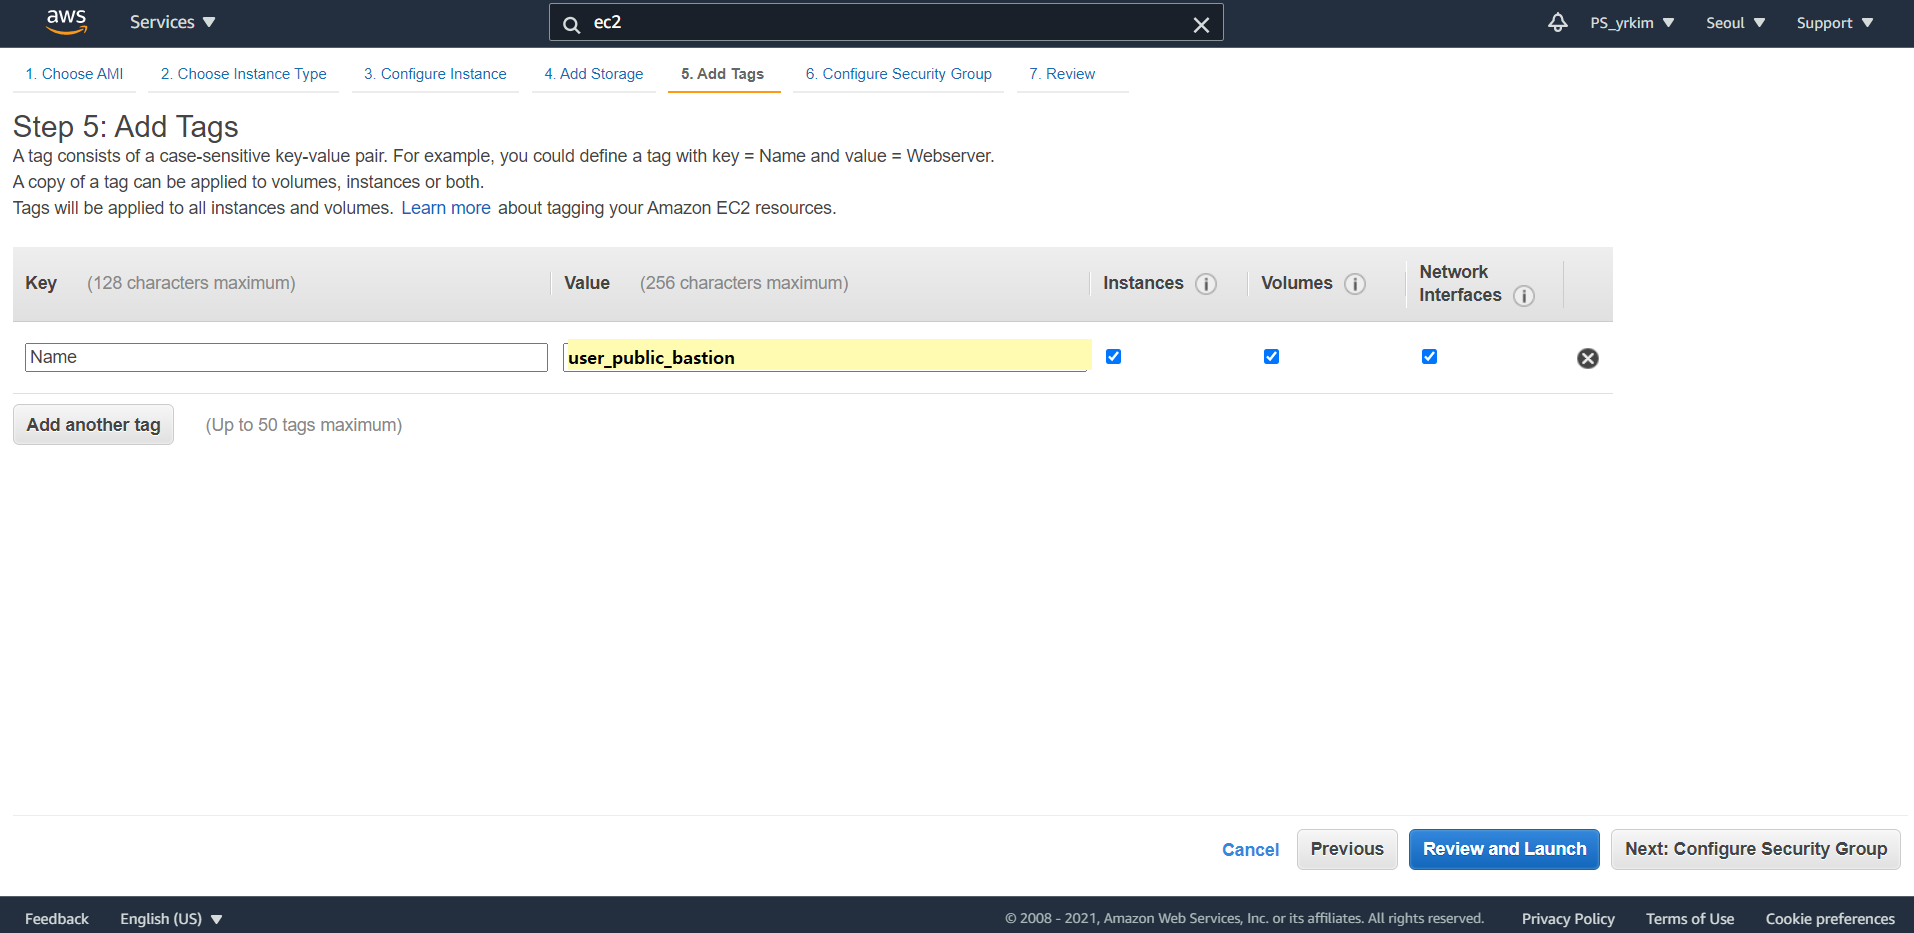 aws Services ec2 PS_yrkim Seoul Support
1. Choose AMI 2. Choose Instance Type 3. Configure Instance 4. Add Storage 5. Add Tags 6. Configure Security Group 7. Review
Step 5: Add Tags
A tag consists of a case-sensitive key-value pair. For example, you could define a tag with key = Name and value = Webserver.
A copy of a tag can be applied to volumes, instances or both.
Tags will be applied to all instances and volumes. Learn more about tagging your Amazon EC2 resources.
Key (128 characters maximum) Value (256 characters maximum) Instances Volumes Network
Interfaces
Name user_public_bastion
Add another tag (Up to 50 tags maximum)
Cancel Previous Review and Launch Next: Configure Security Group
Feedback English (US) © 2008 - 2021, Amazon Web Services, Inc. or its affiliates. All rights reserved. Privacy Policy Terms of Use Cookie preferences